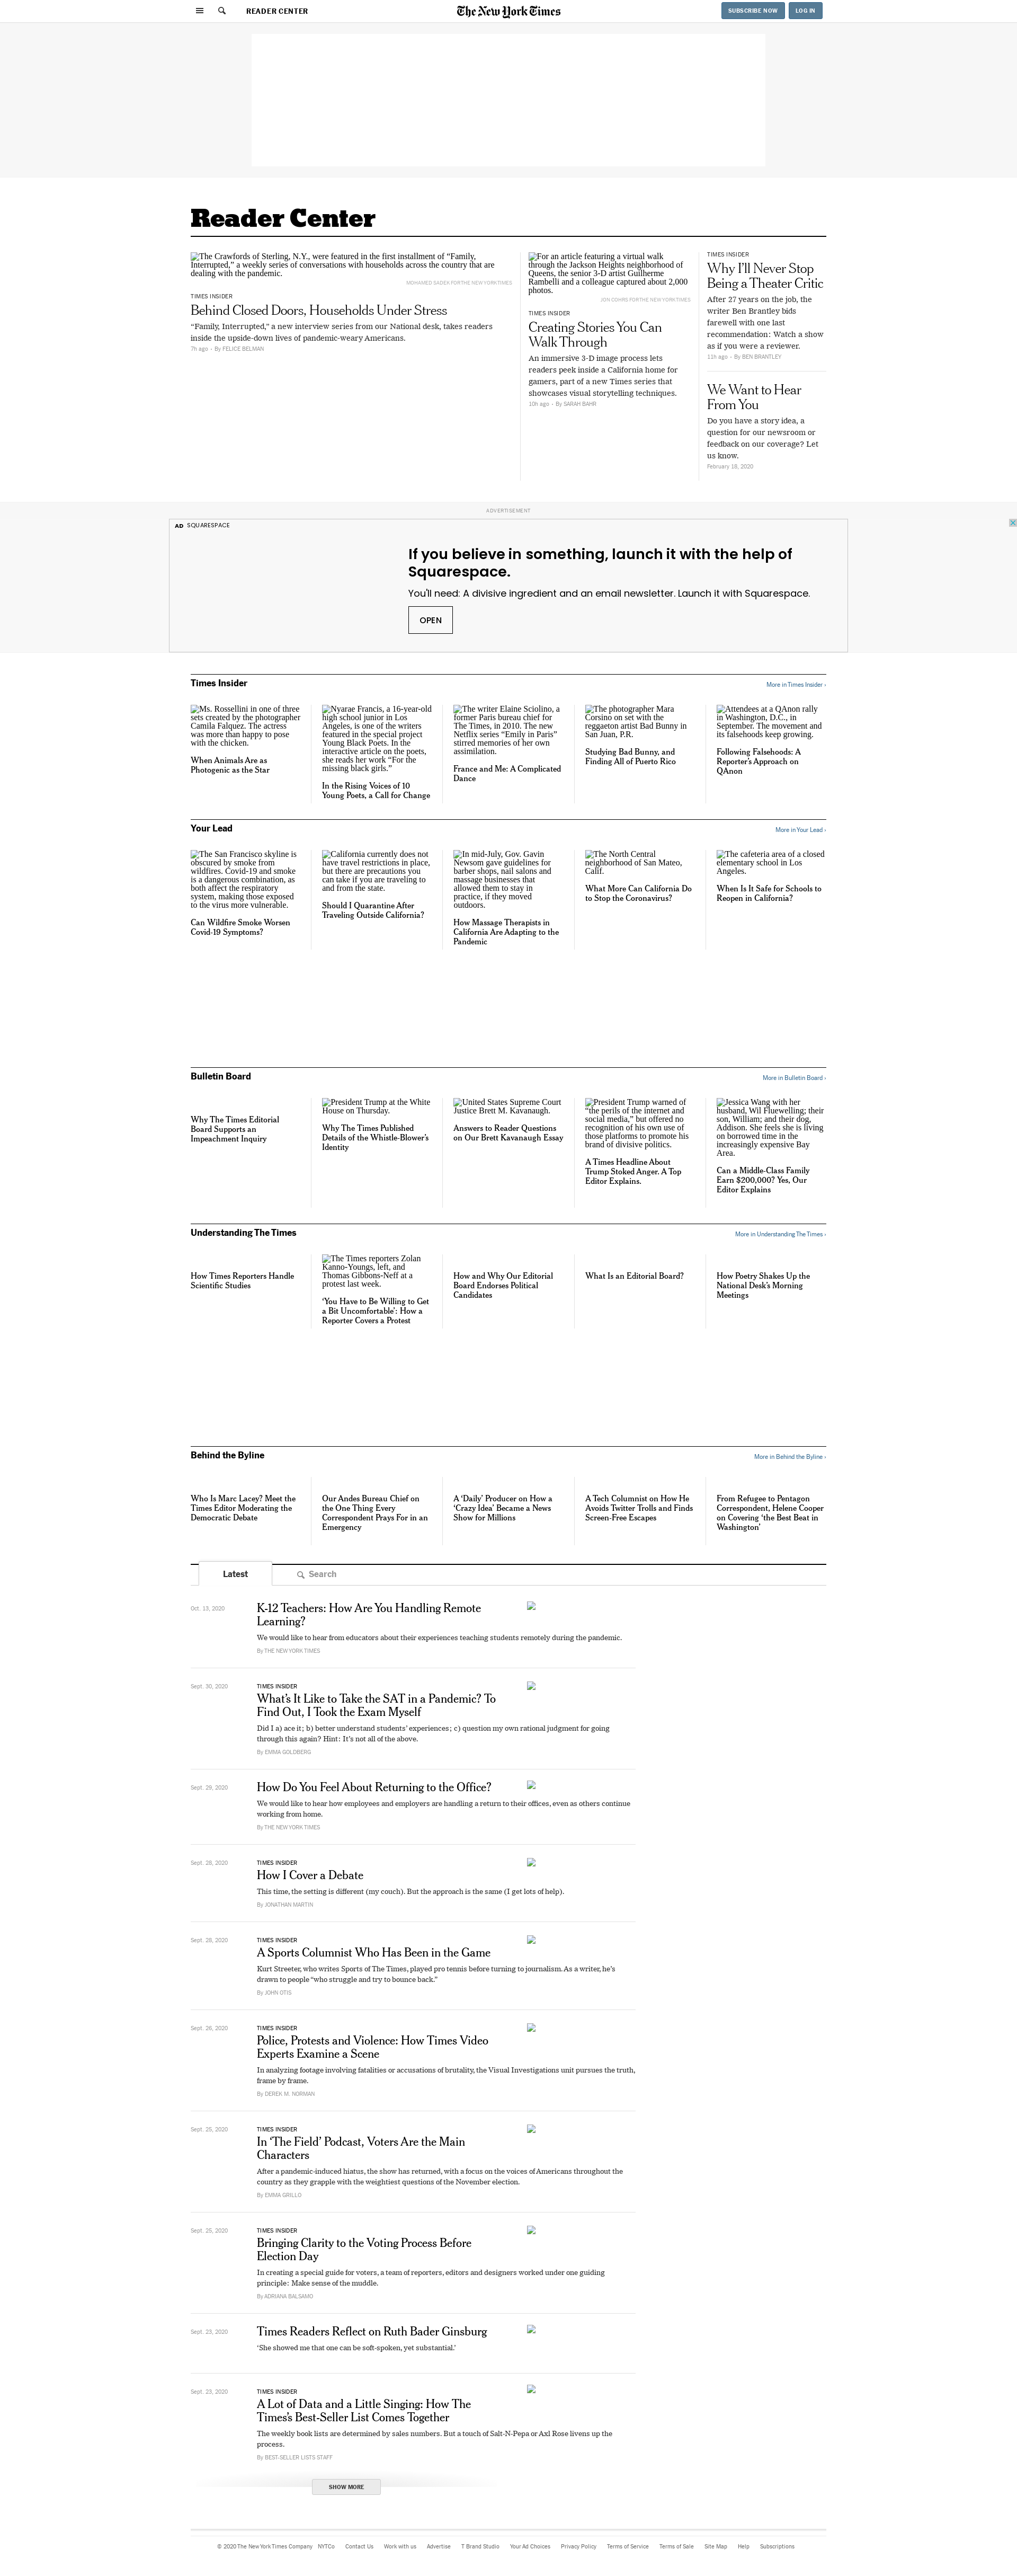 READER CENTER
The New York Times
SUBSCRIBE NOW
LOG IN
Reader Center
The Crawfords of Sterling, N.Y., were featured in the first installment of “Family,
Interrupted,” a weekly series of conversations with households across the country that are
dealing with the pandemic.
MOHAMED SADEK FOR THE NEW YORK TIMES
TIMES INSIDER
Behind Closed Doors, Households Under Stress
“Family, Interrupted,” a new interview series from our National desk, takes readers
inside the upside-down lives of pandemic-weary Americans.
7h ago - By FELICE BELMAN
For an article featuring a virtual walk
through the Jackson Heights neighborhood of
Queens, the senior 3-D artist Guilherme
Rambelli and a colleague captured about 2,000
photos.
JON CEHRS FOR THE NEW YORK TIMES
TIMES INSIDER
Creating Stories You Can
Walk Through
An immersive 3-D image process lets
readers peek inside a California home for
gamers, part of a new Times series that
showcases visual storytelling techniques.
10h ago - By SARAH BAHR
TIMES INSIDER
Why I’ll Never Stop
Being a Theater Critic
After 27 years on the job, the
writer Ben Brantley bids
farewell with one last
recommendation: Watch a show
as if you were a reviewer.
11h ago - By BEN BRANTLEY
We Want to Hear
From You
Do you have a story idea, a
question for our newsroom or
feedback on our coverage? Let
us know.
February 18, 2020
ADVERTISEMENT
AD SQUARESPACE
If you believe in something, launch it with the help of
Squarespace.
You'll need: A divisive ingredient and an email newsletter. Launch it with Squarespace.
OPEN
Times Insider
More in Times Insider ›
Ms. Rossellini in one of three
sets created by the photographer
Camila Falquez. The actress
was more than happy to pose
with the chicken.
When Animals Are as
Photogenic as the Star
Nyarae Francis, a 16-year-old
high school junior in Los
Angeles, is one of the writers
featured in the special project
Young Black Poets. In the
interactive article on the poets,
she reads her work “For the
missing black girls.”
In the Rising Voices of 10
Young Poets, a Call for Change
The writer Elaine Sciolino, a
former Paris bureau chief for
The Times, in 2010. The new
Netflix series “Emily in Paris”
stirred memories of her own
assimilation.
France and Me: A Complicated
Dance
The photographer Mara
Corsino on set with the
reggaeton artist Bad Bunny in
San Juan, P.R.
Studying Bad Bunny, and
Finding All of Puerto Rico
Attendees at a QAnon rally
in Washington, D.C., in
September. The movement and
its falsehoods keep growing.
Following Falsehoods: A
Reporter’s Approach on
QAnon
Your Lead
More in Your Lead ›
The San Francisco skyline is
obscured by smoke from
wildfires. Covid-19 and smoke
is a dangerous combination, as
both affect the respiratory
system, making those exposed
to the virus more vulnerable.
Can Wildfire Smoke Worsen
Covid-19 Symptoms?
California currently does not
have travel restrictions in place,
but there are precautions you
can take if you are traveling to
and from the state.
Should I Quarantine After
Traveling Outside California?
In mid-July, Gov. Gavin
Newsom gave guidelines for
barber shops, nail salons and
massage businesses that
allowed them to stay in
practice, if they moved
outdoors.
How Massage Therapists in
California Are Adapting to the
Pandemic
The North Central
neighborhood of San Mateo,
Calif.
What More Can California Do
to Stop the Coronavirus?
The cafeteria area of a closed
elementary school in Los
Angeles.
When Is It Safe for Schools to
Reopen in California?
Bulletin Board
More in Bulletin Board ›
Why The Times Editorial
Board Supports an
Impeachment Inquiry
President Trump at the White
House on Thursday.
Why The Times Published
Details of the Whistle-Blower’s
Identity
United States Supreme Court
Justice Brett M. Kavanaugh.
Answers to Reader Questions
on Our Brett Kavanaugh Essay
President Trump warned of
“the perils of the internet and
social media,” but offered no
recognition of his own use of
those platforms to promote his
brand of divisive politics.
A Times Headline About
Trump Stoked Anger. A Top
Editor Explains.
Jessica Wang with her
husband, Wil Fluewelling; their
son, William; and their dog,
Addison. She feels she is living
on borrowed time in the
increasingly expensive Bay
Area.
Can a Middle-Class Family
Earn $200,000? Yes, Our
Editor Explains
Understanding The Times
More in Understanding The Times ›
How Times Reporters Handle
Scientific Studies
The Times reporters Zolan
Kanno-Youngs, left, and
Thomas Gibbons-Neff at a
protest last week.
‘You Have to Be Willing to Get
a Bit Uncomfortable’: How a
Reporter Covers a Protest
How and Why Our Editorial
Board Endorses Political
Candidates
What Is an Editorial Board?
How Poetry Shakes Up the
National Desk’s Morning
Meetings
Behind the Byline
More in Behind the Byline ›
Who Is Marc Lacey? Meet the
Times Editor Moderating the
Democratic Debate
Our Andes Bureau Chief on
the One Thing Every
Correspondent Prays For in an
Emergency
A ‘Daily’ Producer on How a
‘Crazy Idea’ Became a News
Show for Millions
A Tech Columnist on How He
Avoids Twitter Trolls and Finds
Screen-Free Escapes
From Refugee to Pentagon
Correspondent, Helene Cooper
on Covering ‘the Best Beat in
Washington’
Latest
Search
Oct. 13, 2020
K-12 Teachers: How Are You Handling Remote
Learning?
We would like to hear from educators about their experiences teaching students remotely during the pandemic.
By THE NEW YORK TIMES
Sept. 30, 2020
TIMES INSIDER
What’s It Like to Take the SAT in a Pandemic? To
Find Out, I Took the Exam Myself
Did I a) ace it; b) better understand students’ experiences; c) question my own rational judgment for going
through this again? Hint: It’s not all of the above.
By EMMA GOLDBERG
Sept. 29, 2020
How Do You Feel About Returning to the Office?
We would like to hear how employees and employers are handling a return to their offices, even as others continue
working from home.
By THE NEW YORK TIMES
Sept. 28, 2020
TIMES INSIDER
How I Cover a Debate
This time, the setting is different (my couch). But the approach is the same (I get lots of help).
By JONATHAN MARTIN
Sept. 28, 2020
TIMES INSIDER
A Sports Columnist Who Has Been in the Game
Kurt Streeter, who writes Sports of The Times, played pro tennis before turning to journalism. As a writer, he’s
drawn to people “who struggle and try to bounce back.”
By JOHN OTIS
Sept. 26, 2020
TIMES INSIDER
Police, Protests and Violence: How Times Video
Experts Examine a Scene
In analyzing footage involving fatalities or accusations of brutality, the Visual Investigations unit pursues the truth,
frame by frame.
By DEREK M. NORMAN
Sept. 25, 2020
TIMES INSIDER
In ‘The Field’ Podcast, Voters Are the Main
Characters
After a pandemic-induced hiatus, the show has returned, with a focus on the voices of Americans throughout the
country as they grapple with the weightiest questions of the November election.
By EMMA GRILLO
Sept. 25, 2020
TIMES INSIDER
Bringing Clarity to the Voting Process Before
Election Day
In creating a special guide for voters, a team of reporters, editors and designers worked under one guiding
principle: Make sense of the muddle.
By ADRIANA BALSAMO
Sept. 23, 2020
Times Readers Reflect on Ruth Bader Ginsburg
‘She showed me that one can be soft-spoken, yet substantial.’
Sept. 23, 2020
TIMES INSIDER
A Lot of Data and a Little Singing: How The
Times’s Best-Seller List Comes Together
The weekly book lists are determined by sales numbers. But a touch of Salt-N-Pepa or Axl Rose livens up the
process.
By BEST-SELLER LISTS STAFF
SHOW MORE
© 2020 The New York Times Company NYTCo Contact Us Work with us Advertise T Brand Studio Your Ad Choices Privacy Policy Terms of Service Terms of Sale Site Map Help Subscriptions